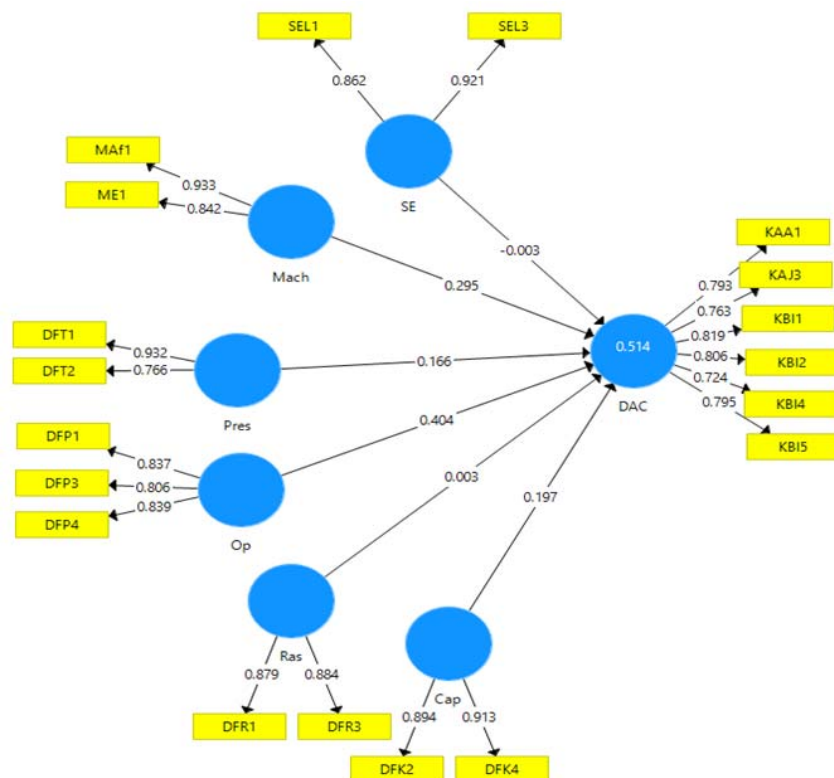 SEL1
SEL3
0.862
0.921
SE
MAf1
ME1
0.933
0.842
Mach
-0.003
0.295
DFT1
DFT2
0.932
0.766
Pres
0.166
DFP1
DFP3
DFP4
0.837
0.806
0.839
Op
0.404
0.003
Ras
0.879
0.884
DFR1
DFR3
0.197
Cap
0.894
0.913
DFK2
DFK4
0.514
DAC
0.793
0.763
0.819
0.806
0.724
0.795
KAA1
KAJ3
KBI1
KBI2
KBI4
KBI5